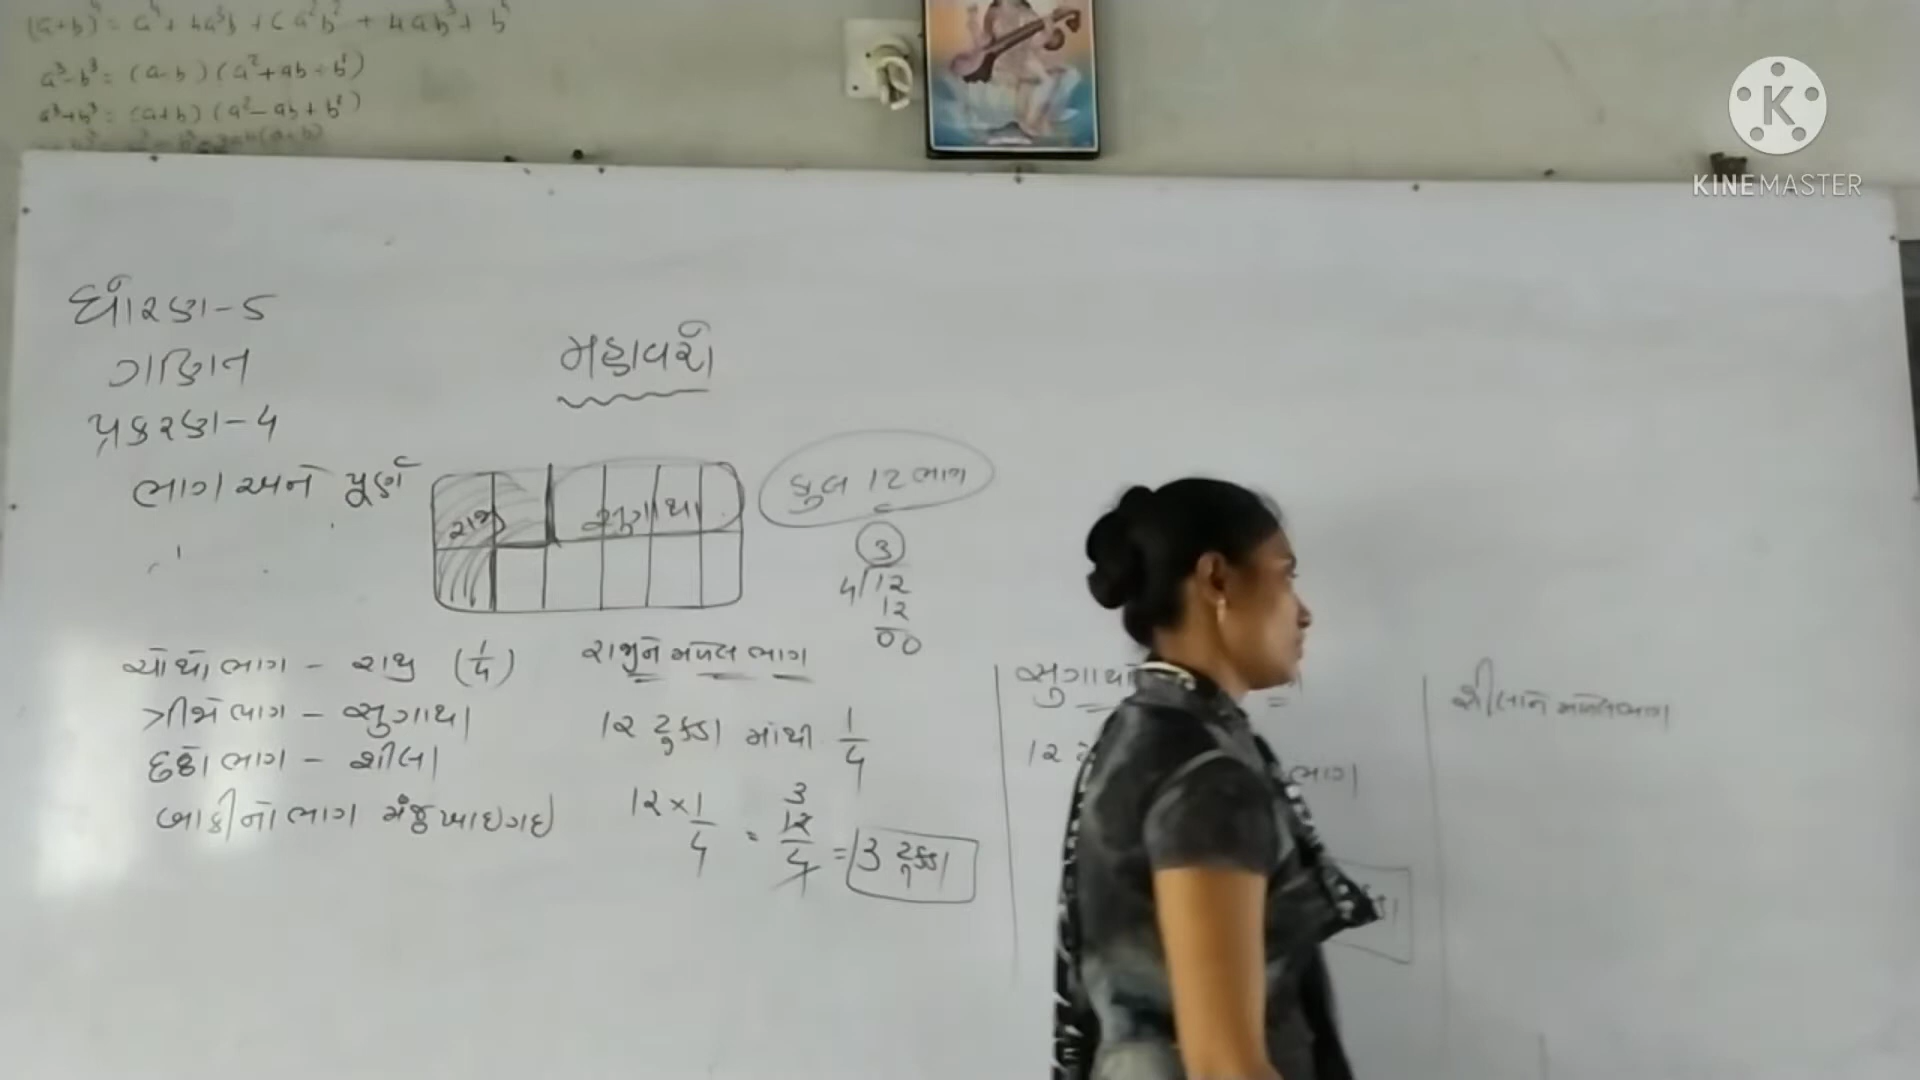 (a+b)⁴ = a⁴ + 4a³b + 6a²b² + 4ab³ + b⁴
a³-b³ = (a-b) (a²+ab+b²)
a³+b³ = (a+b) (a²-ab+b²)
KINEMASTER
ધોરણ-5
ગણિત
પ્રકરણ-4
ભાગ અને પૂર્ણ
મહાવરો
રાજુ
સુગાથા
કુલ 12 ભાગ
3
4 12
12
00
ચોથો ભાગ - રાજુ (1/4)
ત્રીજો ભાગ - સુગાથા
છઠ્ઠો ભાગ - શીલા
બાકીનો ભાગ મંજુ ખાઇ ગઇ
રાજુને મળેલ ભાગ
12 ટુકડા માંથી 1/4
12 × 1/4 = 12/4 = 3 ટુકડા
3
સુગાથા
12
ભાગ
શીલાને મળેલ ભાગ